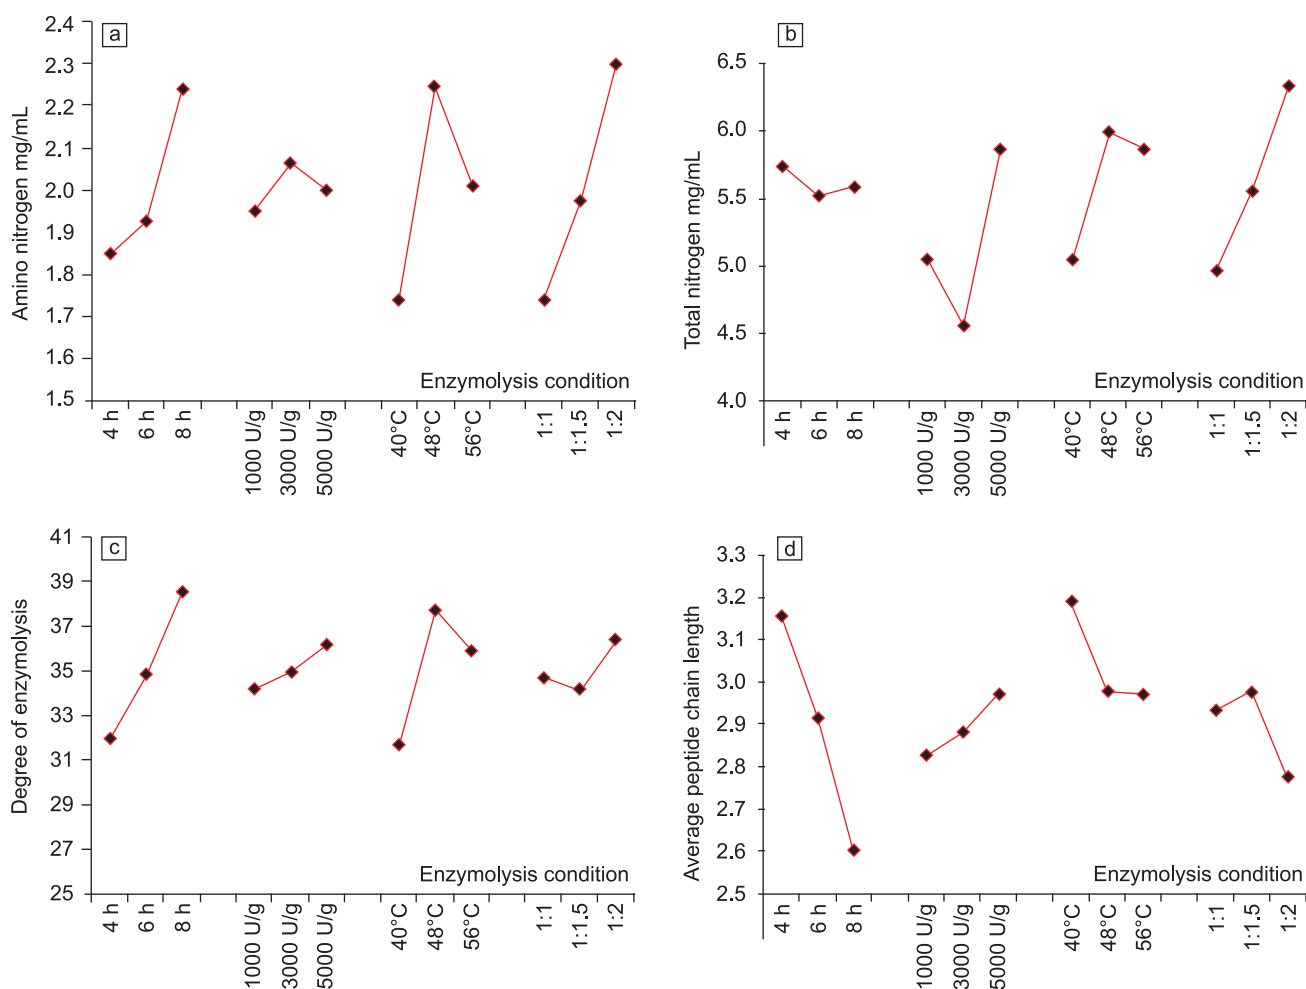 a
Amino nitrogen mg/mL
2.4
2.3
2.2
2.1
2.0
1.9
1.8
1.7
1.6
1.5
Enzymolysis condition
4 h
6 h
8 h
1000 U/g
3000 U/g
5000 U/g
40°C
48°C
56°C
1:1
1:1.5
1:2
b
Total nitrogen mg/mL
6.5
6.0
5.5
5.0
4.5
4.0
Enzymolysis condition
4 h
6 h
8 h
1000 U/g
3000 U/g
5000 U/g
40°C
48°C
56°C
1:1
1:1.5
1:2
c
Degree of enzymolysis
41
39
37
35
33
31
29
27
25
Enzymolysis condition
4 h
6 h
8 h
1000 U/g
3000 U/g
5000 U/g
40°C
48°C
56°C
1:1
1:1.5
1:2
d
Average peptide chain length
3.3
3.2
3.1
3.0
2.9
2.8
2.7
2.6
2.5
Enzymolysis condition
4 h
6 h
8 h
1000 U/g
3000 U/g
5000 U/g
40°C
48°C
56°C
1:1
1:1.5
1:2